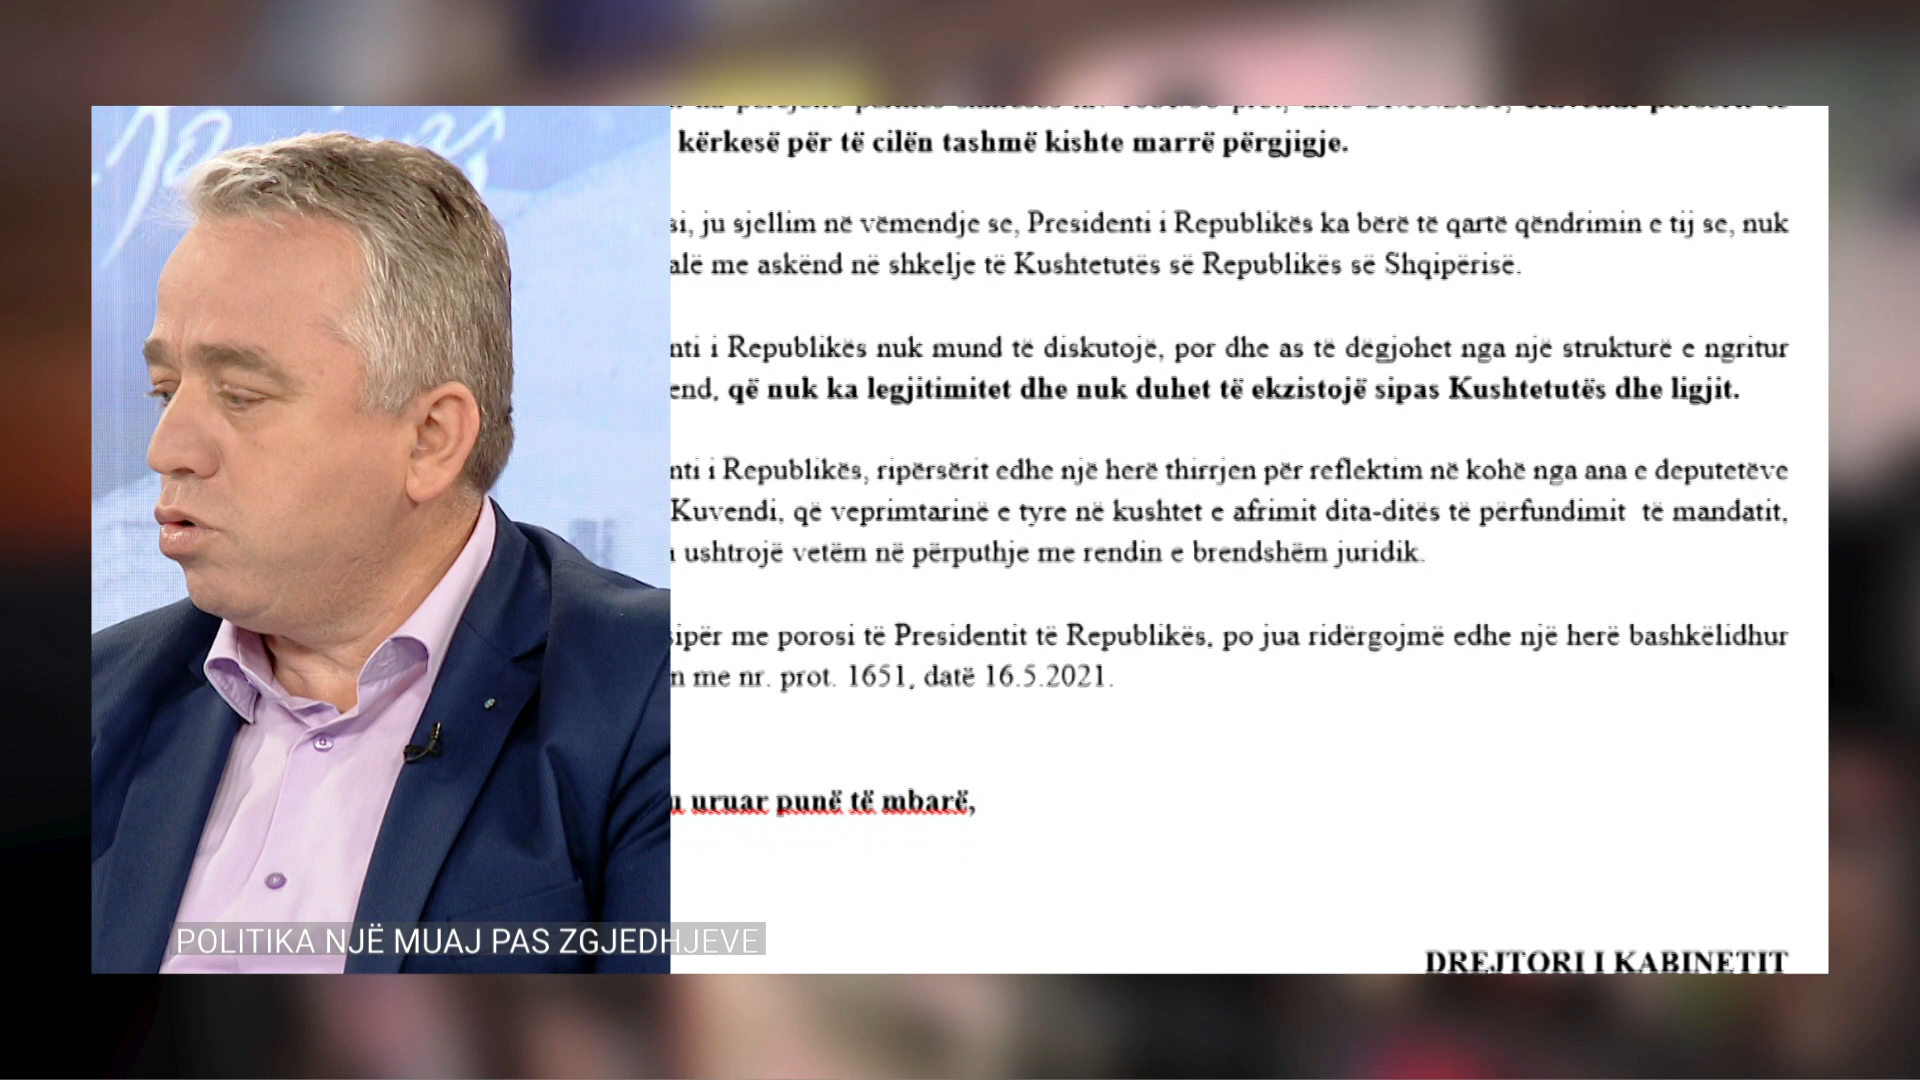 kërkesë për të cilën tashmë kishte marrë përgjigje.
si, ju sjellim në vëmendje se, Presidenti i Republikës ka bërë të qartë qëndrimin e tij se, nuk
alë me askënd në shkelje të Kushtetutës së Republikës së Shqipërisë.
nti i Republikës nuk mund të diskutojë, por dhe as të dëgjohet nga një strukturë e ngritur
end, që nuk ka legjitimitet dhe nuk duhet të ekzistojë sipas Kushtetutës dhe ligjit.
nti i Republikës, ripërsërit edhe një herë thirrjen për reflektim në kohë nga ana e deputetëve
Kuvendi, që veprimtarinë e tyre në kushtet e afrimit dita-ditës të përfundimit të mandatit,
ushtrojë vetëm në përputhje me rendin e brendshëm juridik.
sipër me porosi të Presidentit të Republikës, po jua ridërgojmë edhe një herë bashkëlidhur
n me nr. prot. 1651, datë 16.5.2021.
u uruar punë të mbarë,
POLITIKA NJË MUAJ PAS ZGJEDHJEVE
DREJTORI I KABINETIT